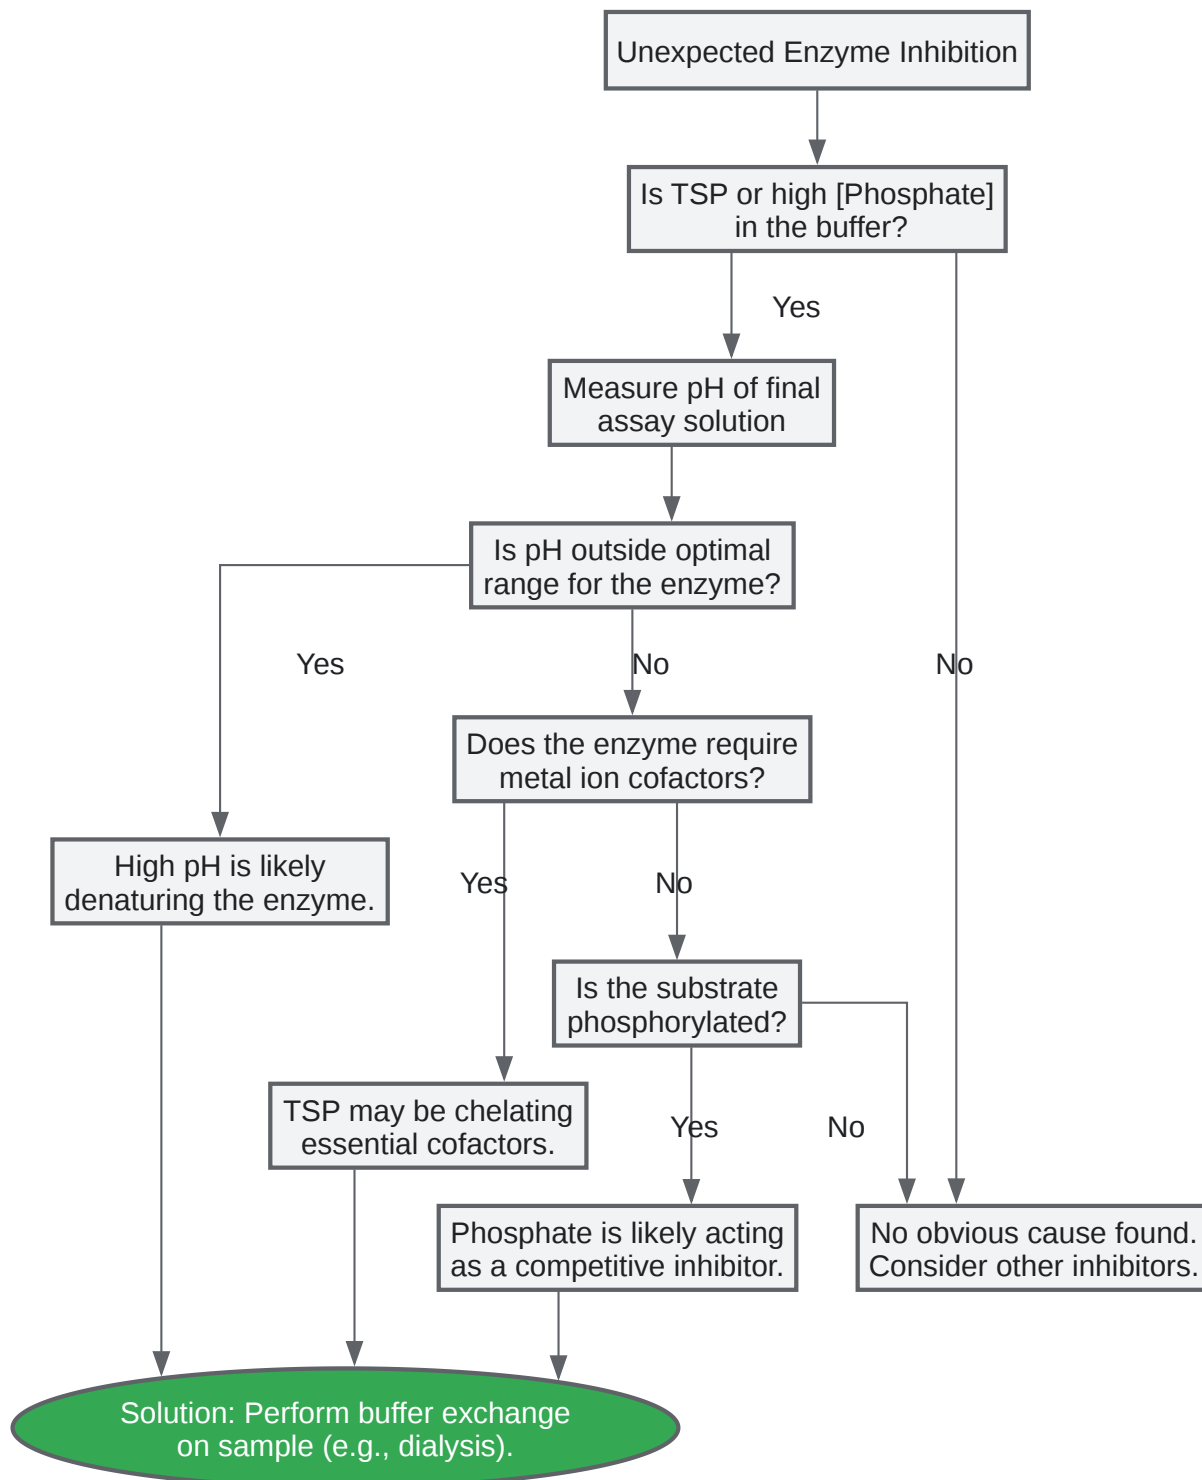 Unexpected Enzyme Inhibition
Is TSP or high [Phosphate]
in the buffer?
Yes
Measure pH of final
assay solution
Is pH outside optimal
range for the enzyme?
Yes
No
No
Does the enzyme require
metal ion cofactors?
High pH is likely
denaturing the enzyme.
Yes
No
Is the substrate
phosphorylated?
TSP may be chelating
essential cofactors.
Yes
No
Phosphate is likely acting
as a competitive inhibitor.
No obvious cause found.
Consider other inhibitors.
Solution: Perform buffer exchange
on sample (e.g., dialysis).